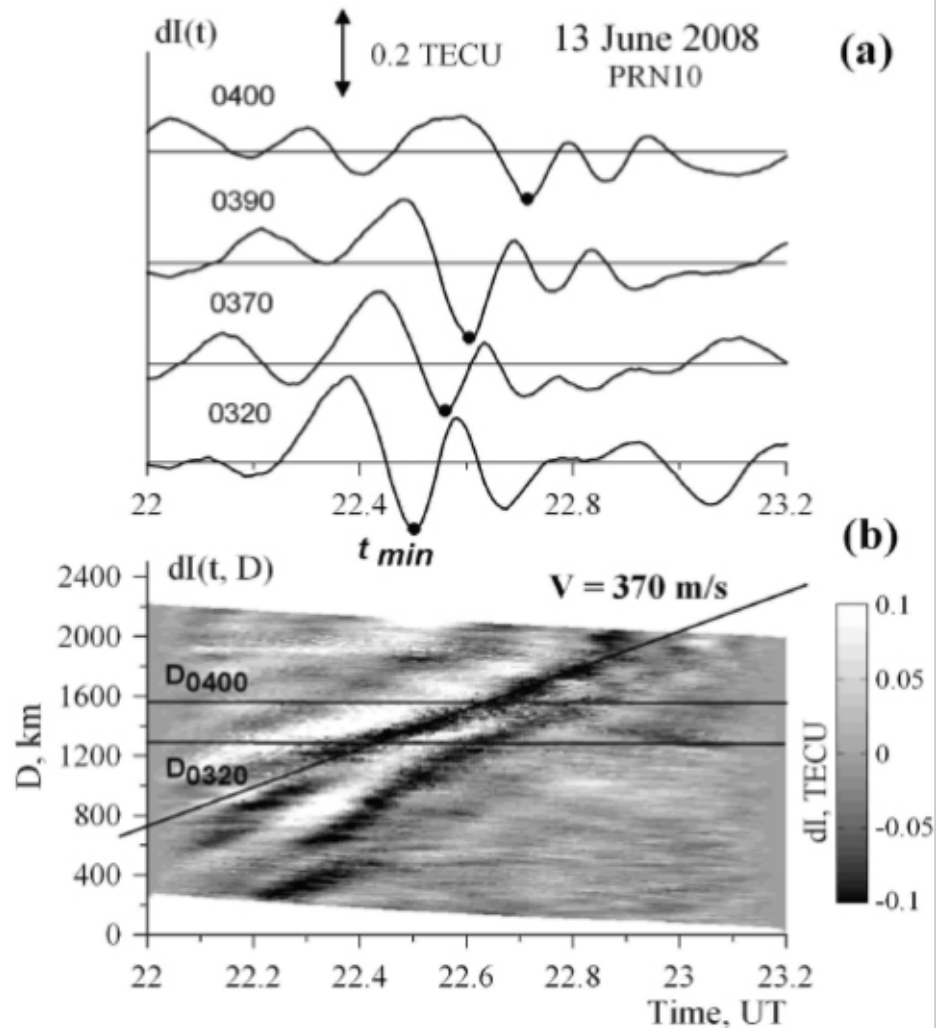 dI(t)
0.2 TECU
13 June 2008
PRN10
(a)
0400
0390
0370
0320
22 22.4 22.8 23.2
t min
(b)
dI(t, D)
V = 370 m/s
2400
2000
1600
1200
800
400
0
D, km
D0400
D0320
0.1
0.05
0
-0.05
-0.1
dI, TECU
22 22.2 22.4 22.6 22.8 23 23.2
Time, UT